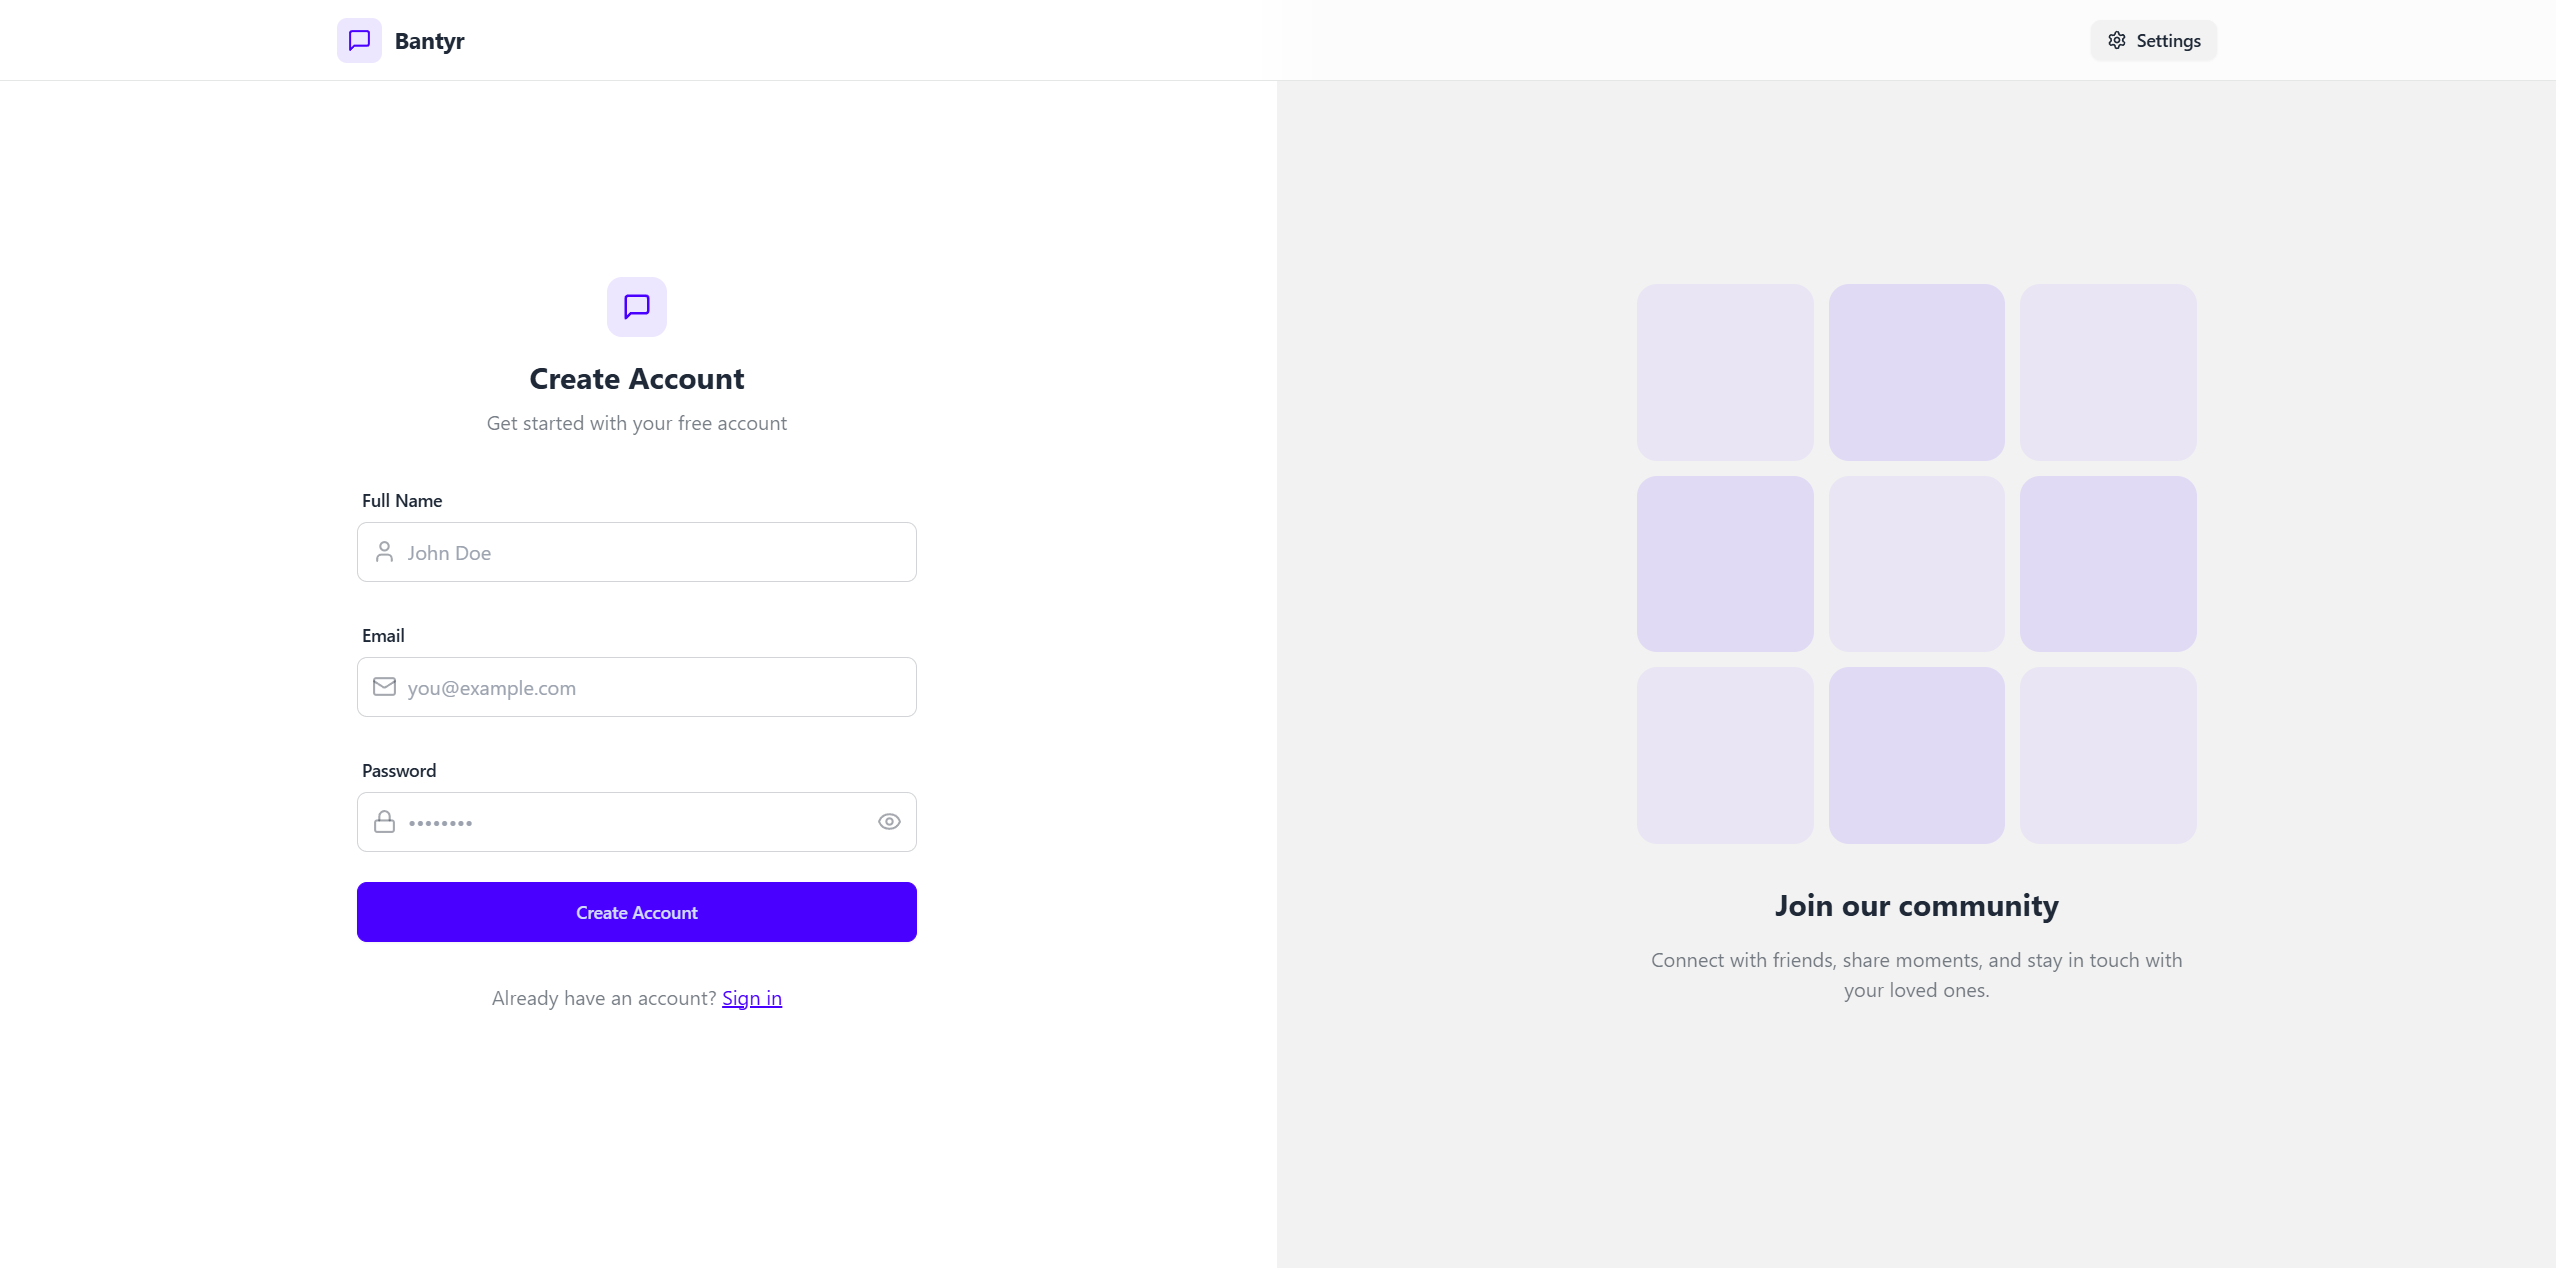 Bantyr
Settings
Create Account
Get started with your free account
Full Name
John Doe
Email
you@example.com
Password
••••••••
Create Account
Already have an account? Sign in
Join our community
Connect with friends, share moments, and stay in touch with
your loved ones.